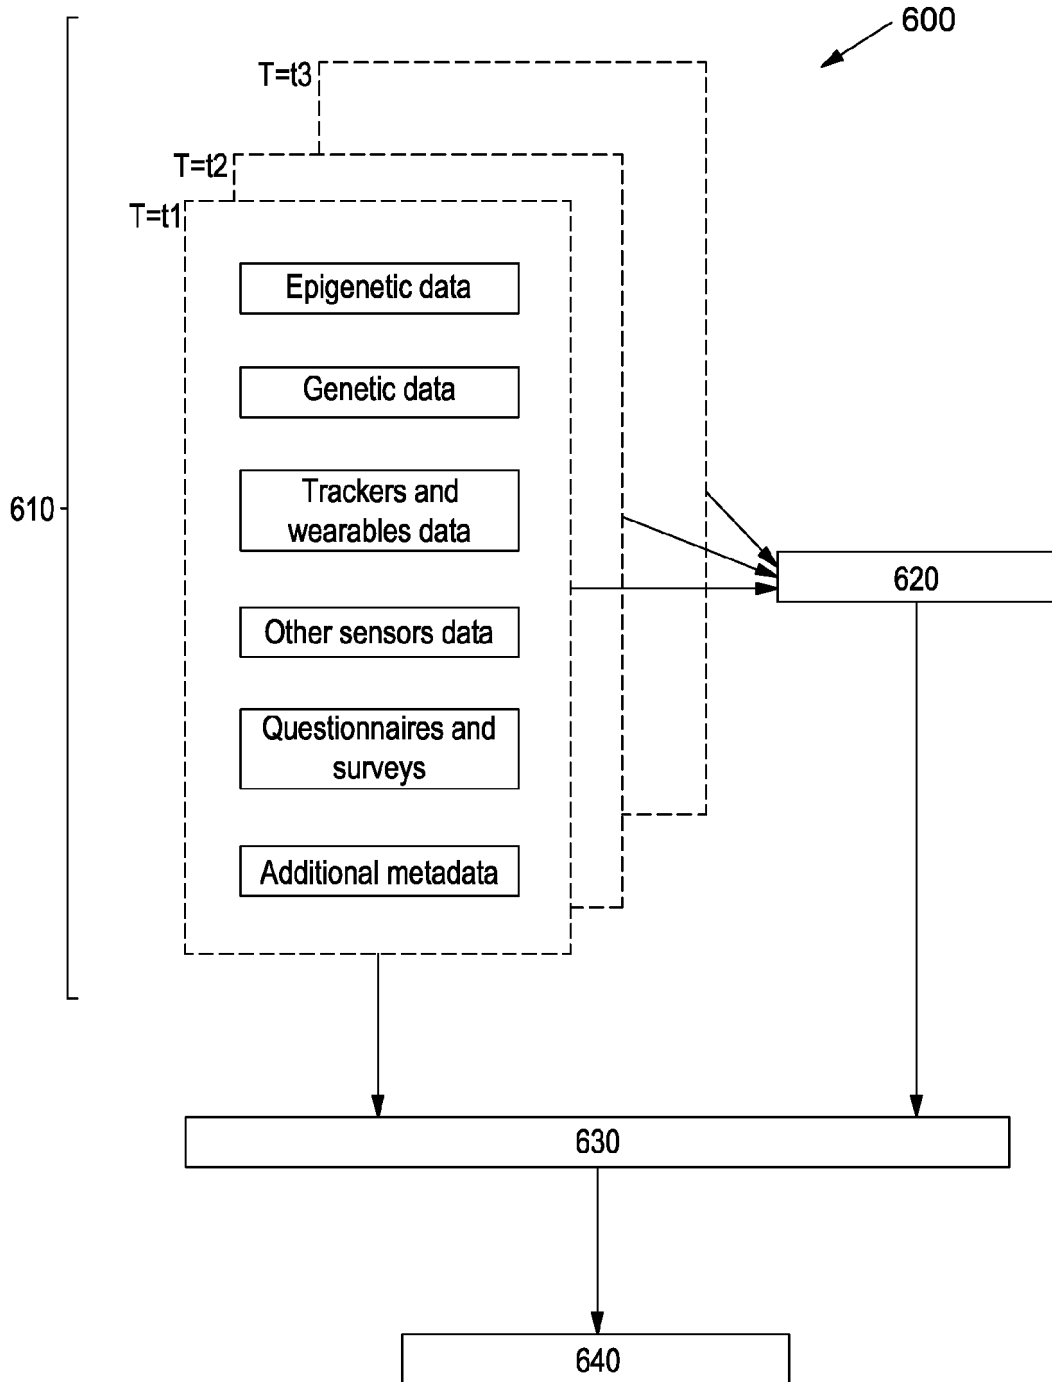 600
T=t3
T=t2
T=t1
Epigenetic data
Genetic data
Trackers and
wearables data
610
620
Other sensors data
Questionnaires and
surveys
Additional metadata
630
640